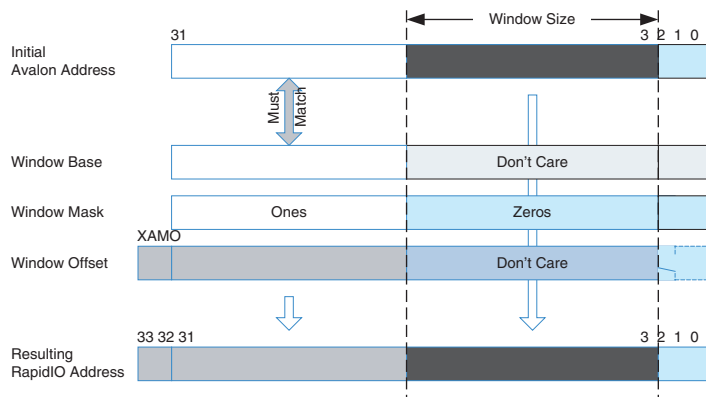 Window Size
31
3 2 1 0
Initial
Avalon Address
Must
Match
Window Base
Don't Care
Window Mask
Ones
Zeros
XAMO
Window Offset
Don't Care
33 32 31
3 2 1 0
Resulting
RapidIO Address